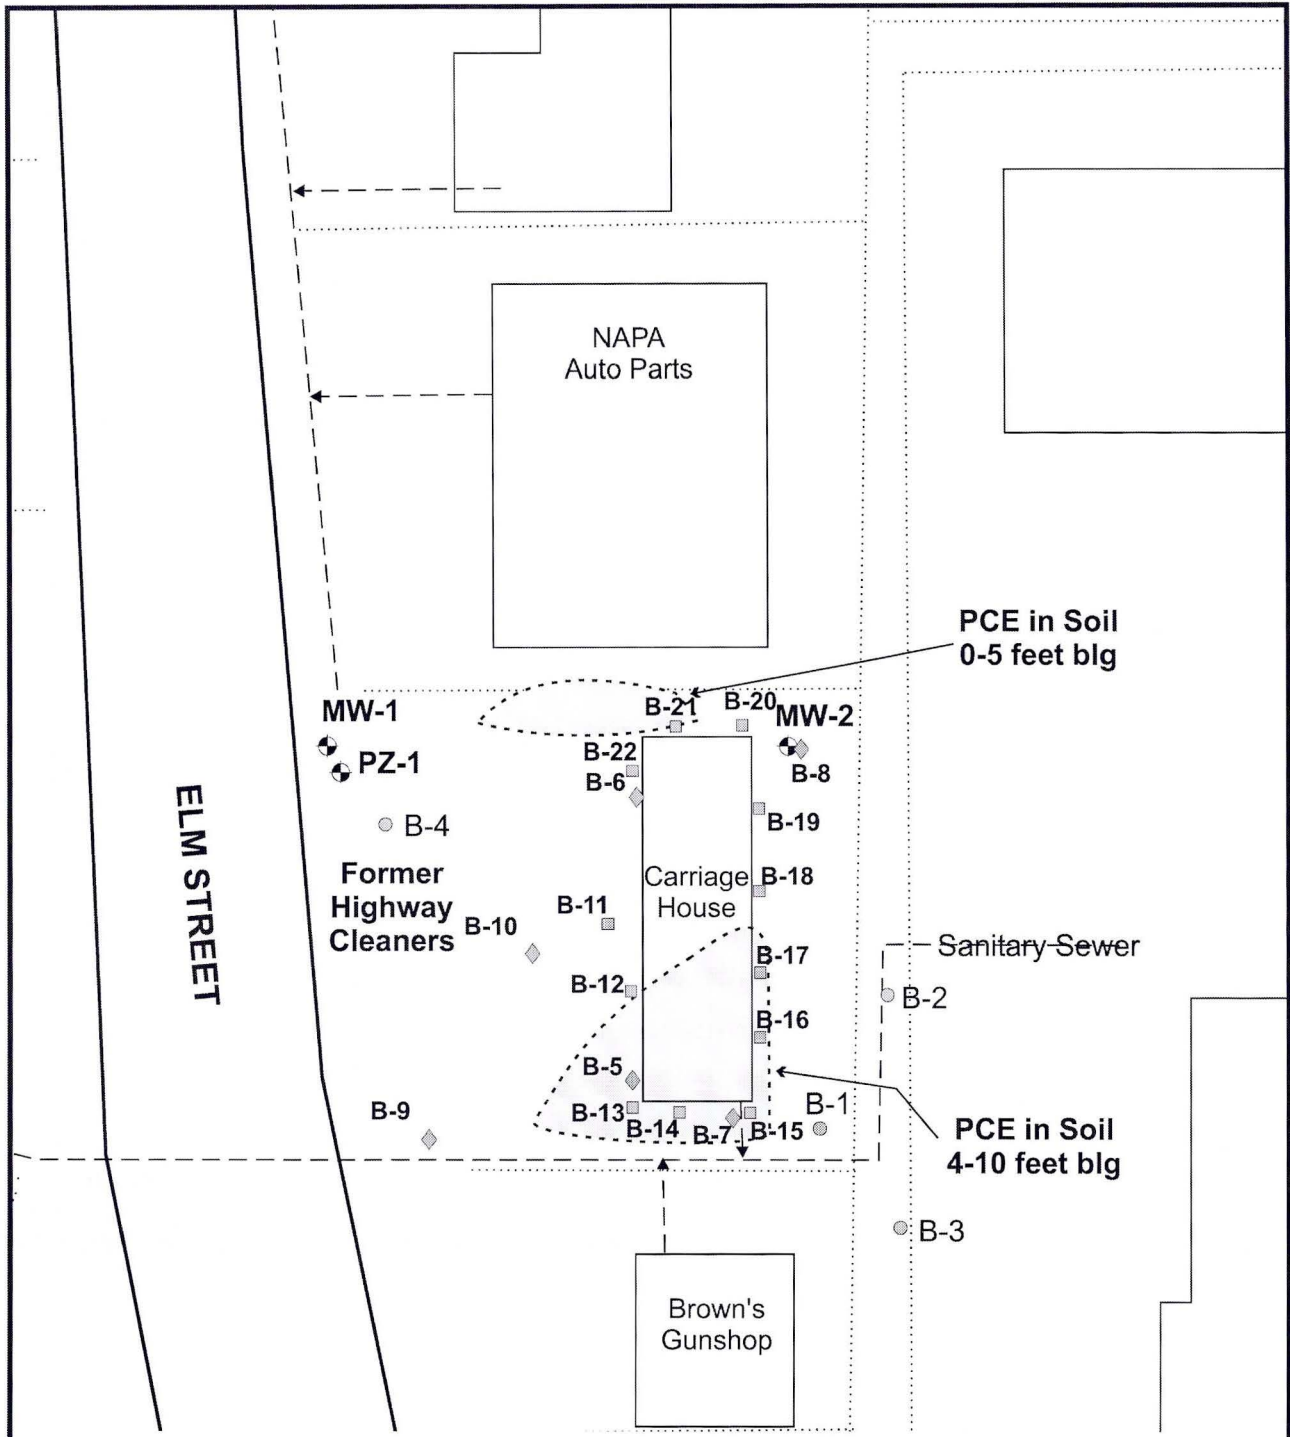 NAPA
Auto Parts
PCE in Soil
0-5 feet blg
B-21
B-20
MW-1
MW-2
PZ-1
B-22
B-6
B-8
B-4
B-19
ELM STREET
Former
Highway
Cleaners
Carriage
House
B-18
B-11
B-10
Sanitary Sewer
B-17
B-12
B-2
B-16
B-5
B-9
B-13
B-14
B-7
B-15
B-1
PCE in Soil
4-10 feet blg
B-3
Brown's
Gunshop